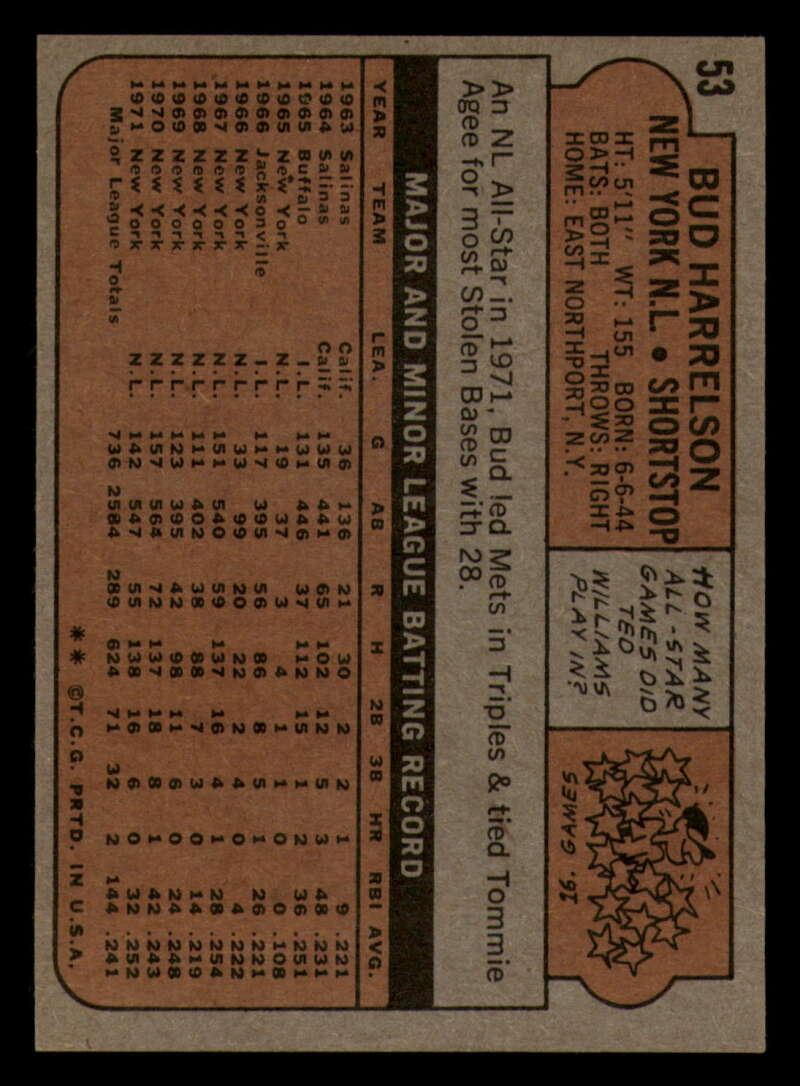 53
BUD HARRELSON
NEW YORK N.L. • SHORTSTOP
HT: 5'11" WT: 155 BORN: 6-6-44
BATS: BOTH THROWS: RIGHT
HOME: EAST NORTHPORT, N.Y.
HOW MANY
ALL-STAR
GAMES DID
TED
WILLIAMS
PLAY IN?
16 GAMES
An NL All-Star in 1971, Bud led Mets in Triples & tied Tommie
Agee for most Stolen Bases with 28.
MAJOR AND MINOR LEAGUE BATTING RECORD
YEAR TEAM LEA. G AB R H 2B 3B HR RBI AVG.
1963 Salinas Calif. 36 136 21 30 2 2 1 9 .221
1964 Salinas Calif. 135 441 65 102 12 5 3 48 .231
1965 Buffalo I.L. 131 446 37 112 15 1 2 36 .251
1965 New York N.L. 19 37 3 4 1 1 0 0 .108
1966 Jacksonville I.L. 117 395 56 86 8 5 1 26 .221
1966 New York N.L. 33 99 20 22 2 4 0 4 .222
1967 New York N.L. 151 540 59 137 16 4 1 28 .254
1968 New York N.L. 111 402 38 88 7 3 0 14 .219
1969 New York N.L. 123 395 42 98 11 6 0 24 .248
1970 New York N.L. 157 564 72 137 18 8 1 42 .243
1971 New York N.L. 142 547 55 138 16 6 0 32 .252
Major League Totals 736 2584 289 624 71 32 2 144 .241
** ©T.C.G. PRTD. IN U.S.A.